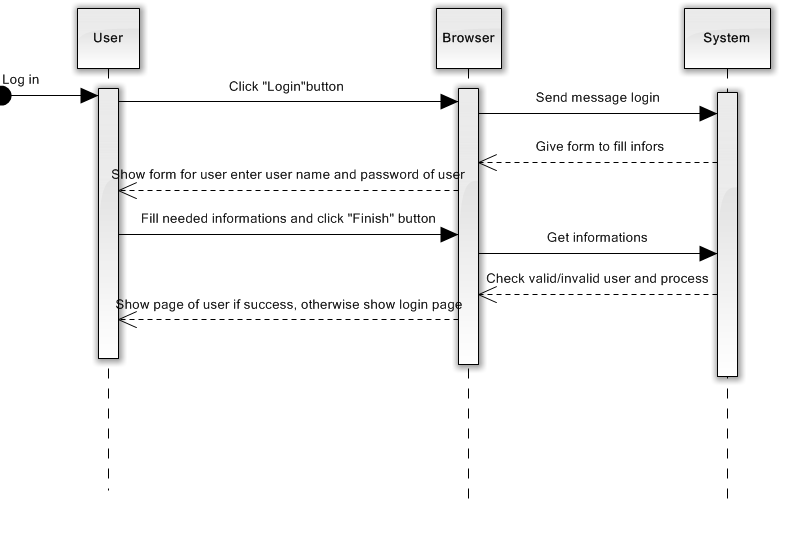 User
Browser
System
Log in
Click "Login"button
Send message login
Give form to fill infors
Show form for user enter user name and password of user
Fill needed informations and click "Finish" button
Get informations
Check valid/invalid user and process
Show page of user if success, otherwise show login page